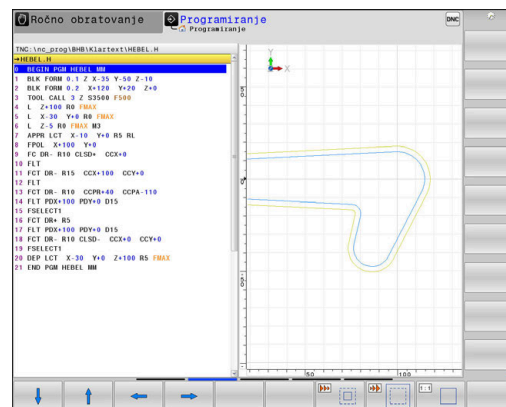 Ročno obratovanje
Programiranje
Programiranje
DNC
TNC:\nc_prog\BHB\Klartext\HEBEL.H
→HEBEL.H
0 BEGIN PGM HEBEL MM
1 BLK FORM 0.1 Z X-35 Y-50 Z-10
2 BLK FORM 0.2 X+120 Y+20 Z+0
3 TOOL CALL 3 Z S3500 F500
4 L Z+100 R0 FMAX
5 L X-30 Y+0 R0 FMAX
6 L Z-5 R0 FMAX M3
7 APPR LCT X-10 Y+0 R5 RL
8 FPOL X+100 Y+0
9 FC DR- R10 CLSD+ CCX+0
10 FLT
11 FCT DR- R15 CCX+100 CCY+0
12 FLT
13 FCT DR- R10 CCPR+40 CCPA-110
14 FLT PDX+100 PDY+0 D15
15 FSELECT1
16 FCT DR+ R5
17 FLT PDX+100 PDY+0 D15
18 FCT DR- R10 CLSD- CCX+0 CCY+0
19 FSELECT1
20 DEP LCT X-30 Y+0 Z+100 R5 FMAX
21 END PGM HEBEL MM
Y
X
50
0
-50
50
100
1:1